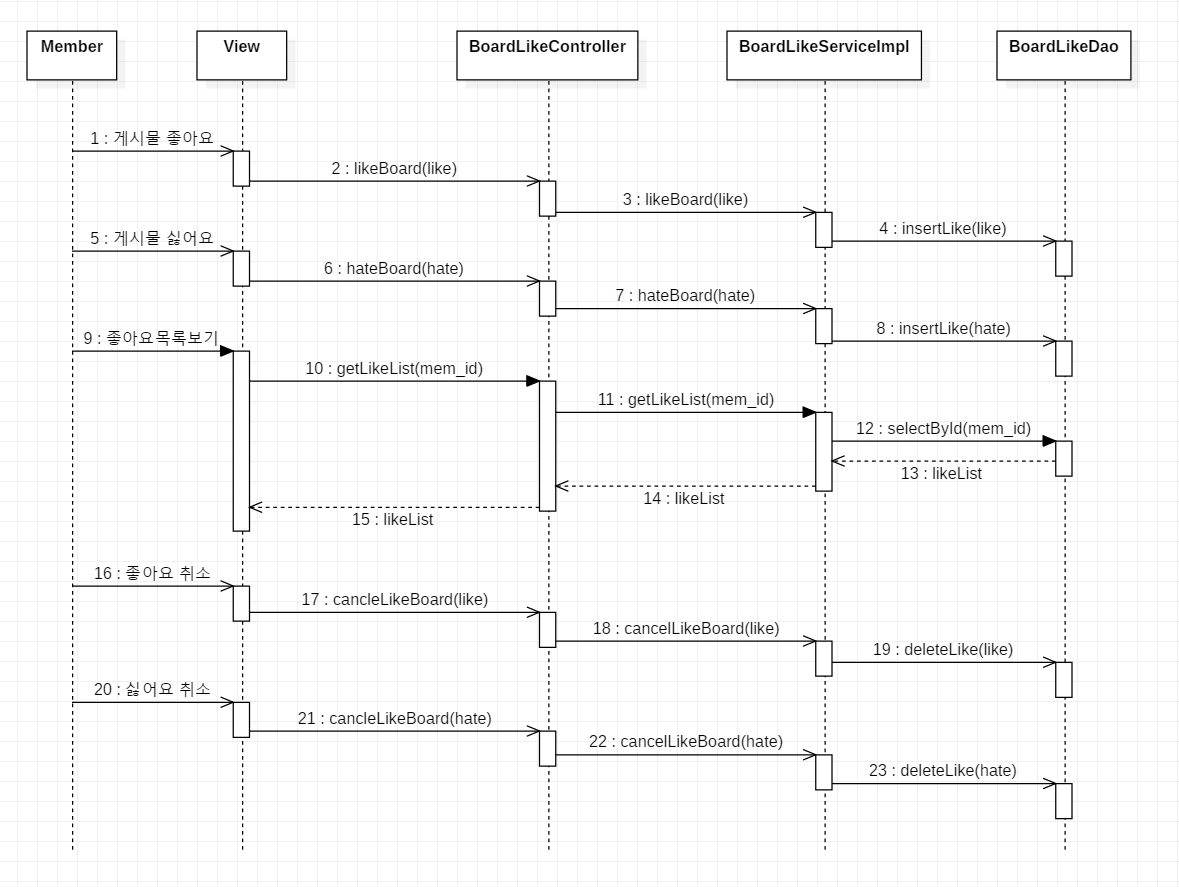 Member
View
BoardLikeController
BoardLikeServiceImpl
BoardLikeDao
1 : 게시물 좋아요
2 : likeBoard(like)
3 : likeBoard(like)
4 : insertLike(like)
5 : 게시물 싫어요
6 : hateBoard(hate)
7 : hateBoard(hate)
8 : insertLike(hate)
9 : 좋아요목록보기
10 : getLikeList(mem_id)
11 : getLikeList(mem_id)
12 : selectById(mem_id)
13 : likeList
14 : likeList
15 : likeList
16 : 좋아요 취소
17 : cancleLikeBoard(like)
18 : cancelLikeBoard(like)
19 : deleteLike(like)
20 : 싫어요 취소
21 : cancleLikeBoard(hate)
22 : cancelLikeBoard(hate)
23 : deleteLike(hate)